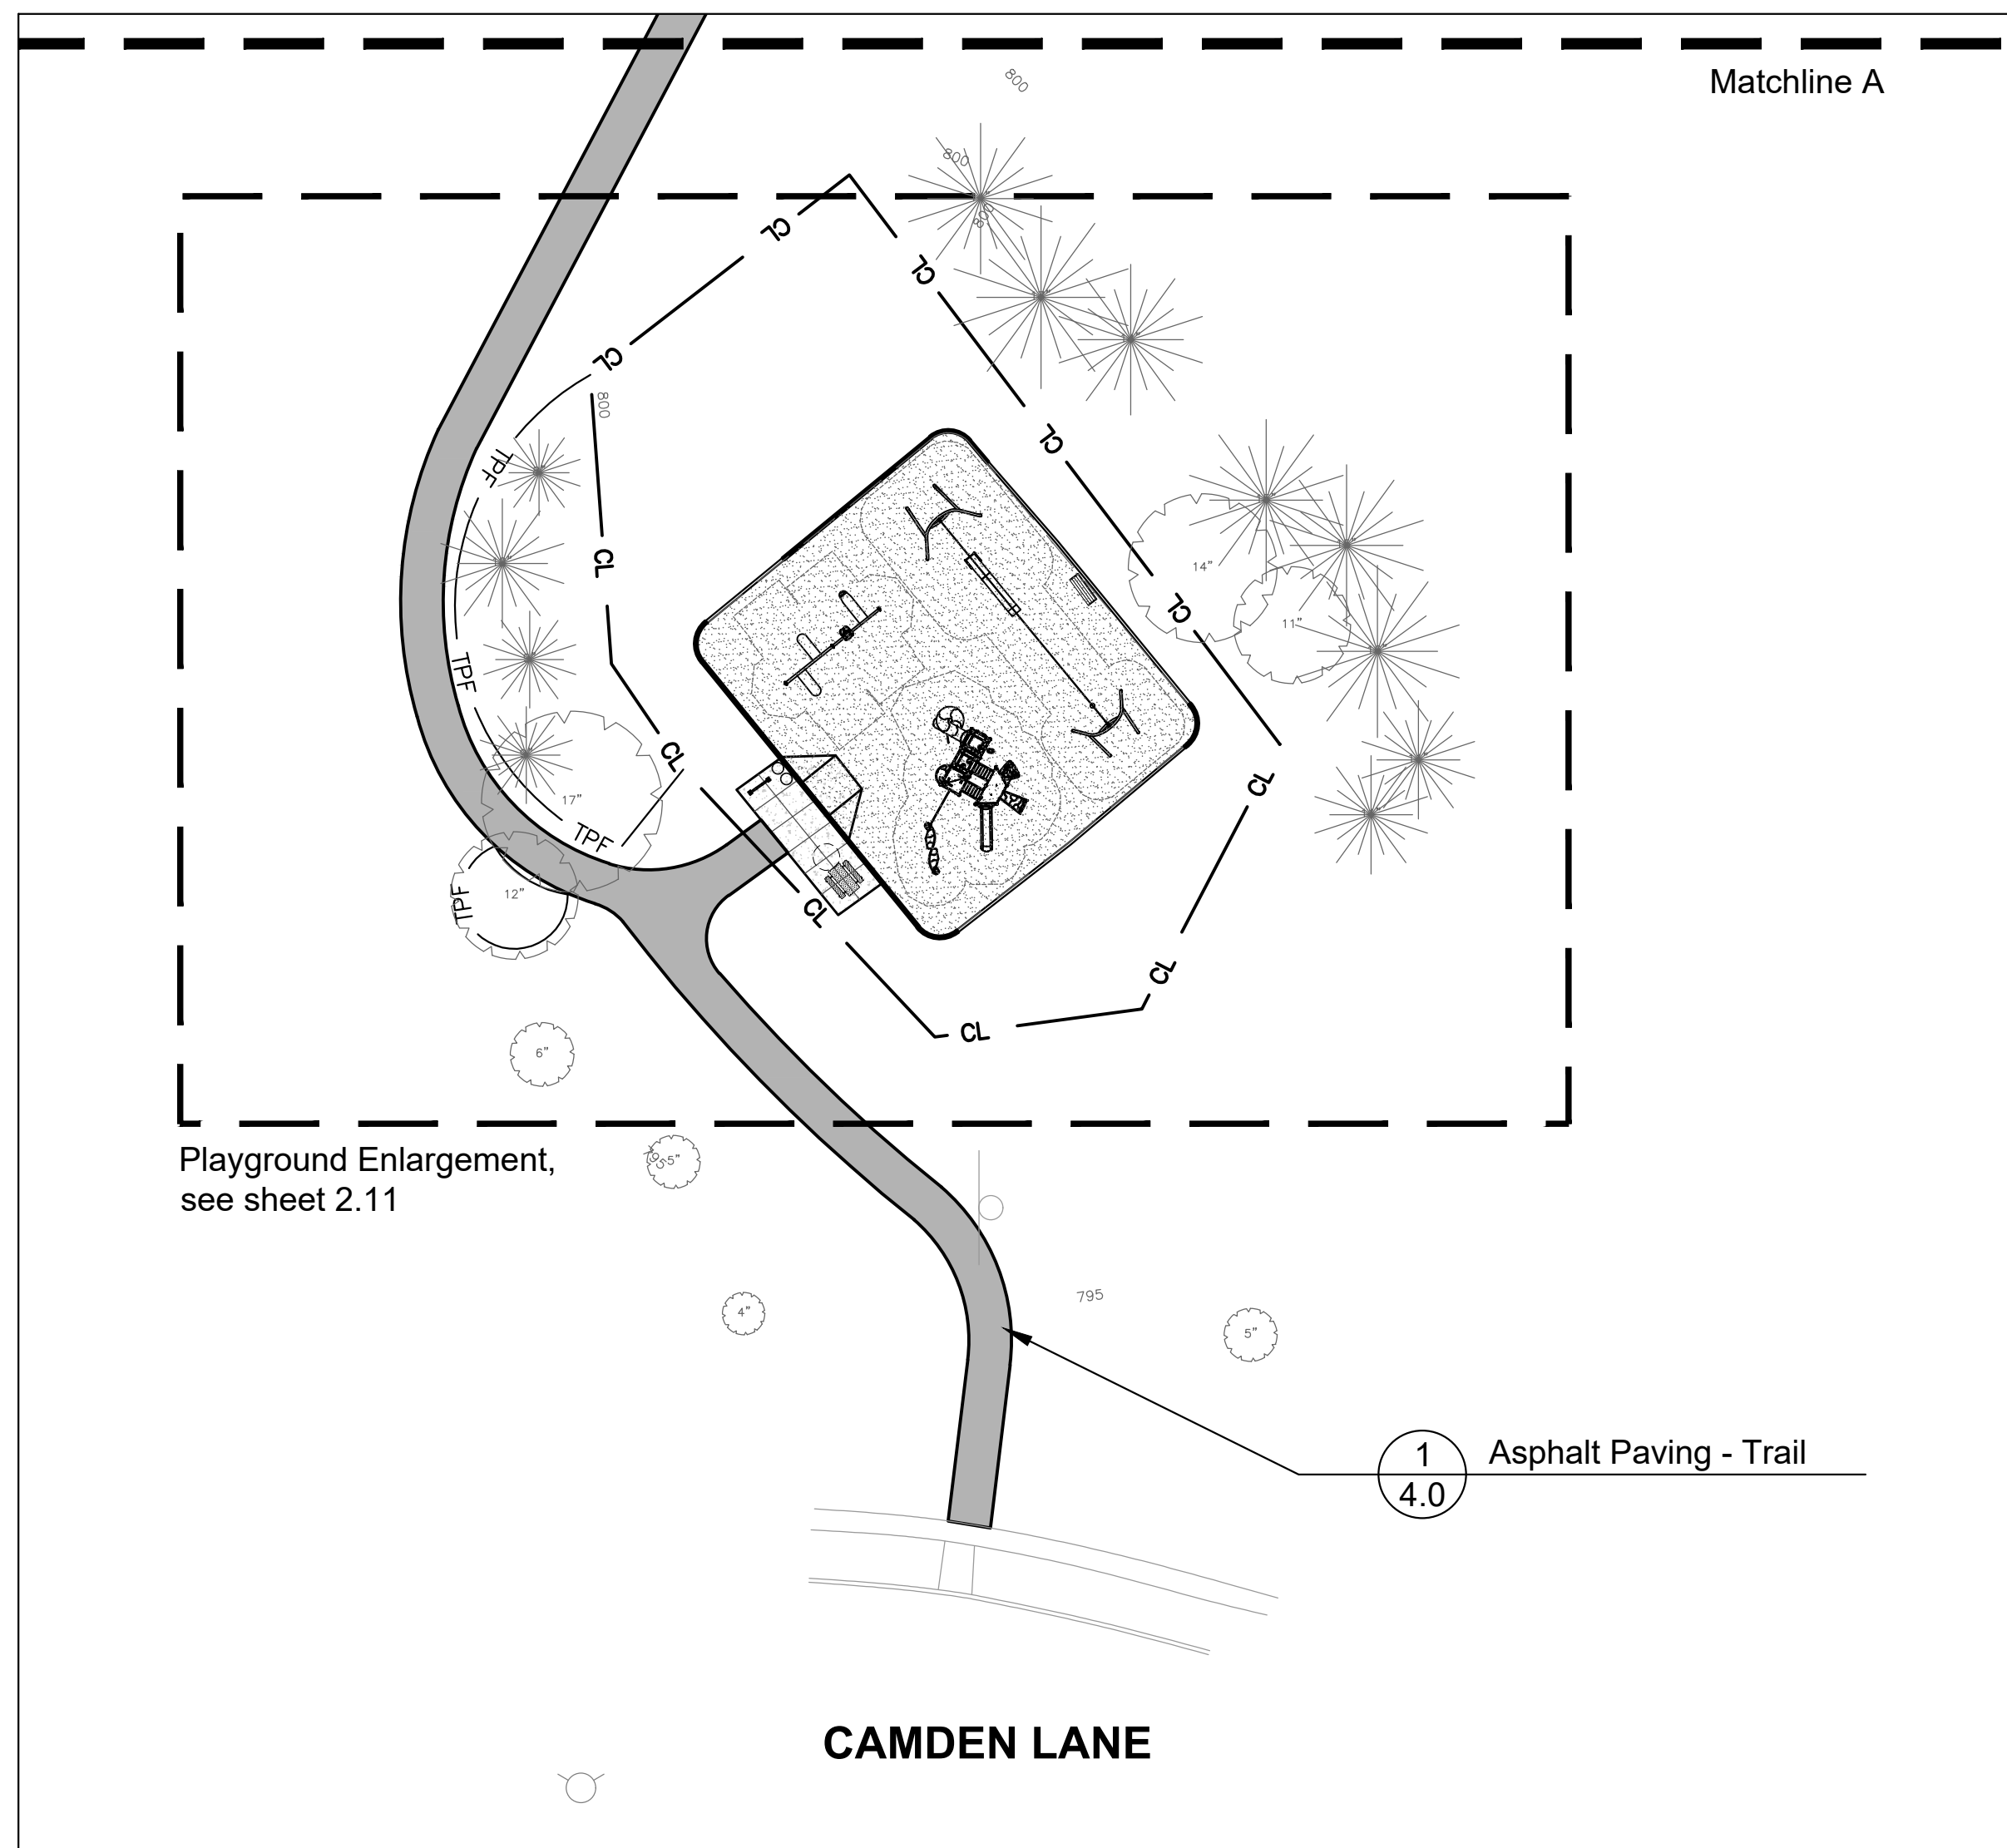 Matchline A
800
800
800
CL
CL
CL
800
CL
TPF
CL
14"
CL
11"
TPF
CL
CL
17"
TPF
12"
TPF
CL
CL
CL
6"
Playground Enlargement,
see sheet 2.11
795
5"
795
4"
5"
1
Asphalt Paving - Trail
4.0
CAMDEN LANE